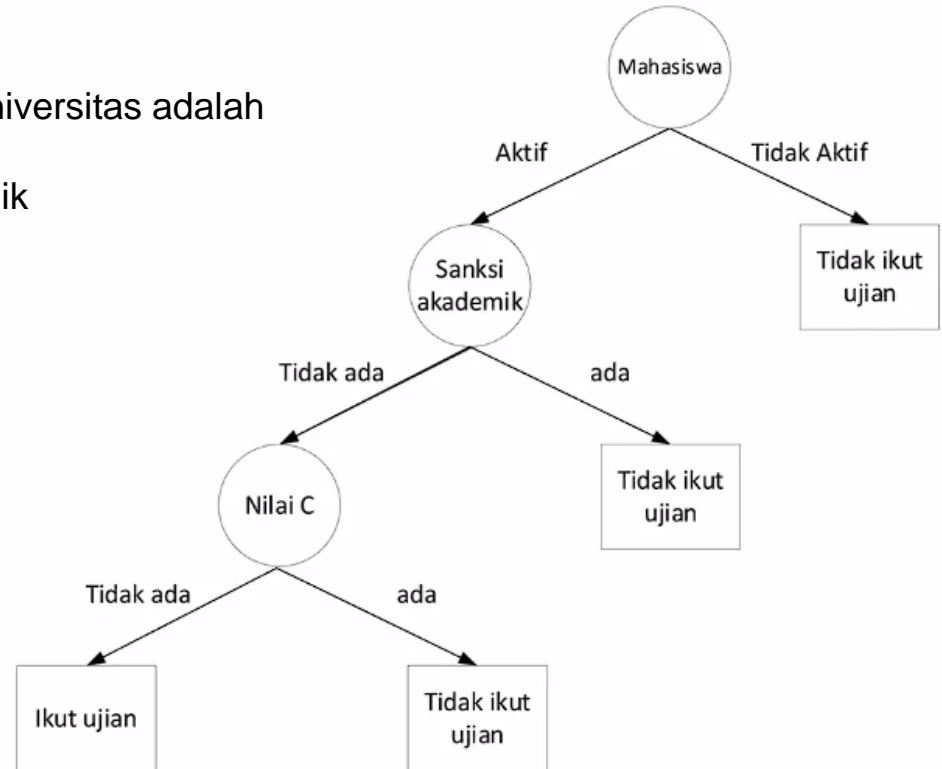 Mahasiswa
niversitas adalah
Aktif
Tidak Aktif
ik
Sanksi
akademik
Tidak ikut
ujian
Tidak ada
ada
Nilai C
Tidak ikut
ujian
Tidak ada
ada
Ikut ujian
Tidak ikut
ujian